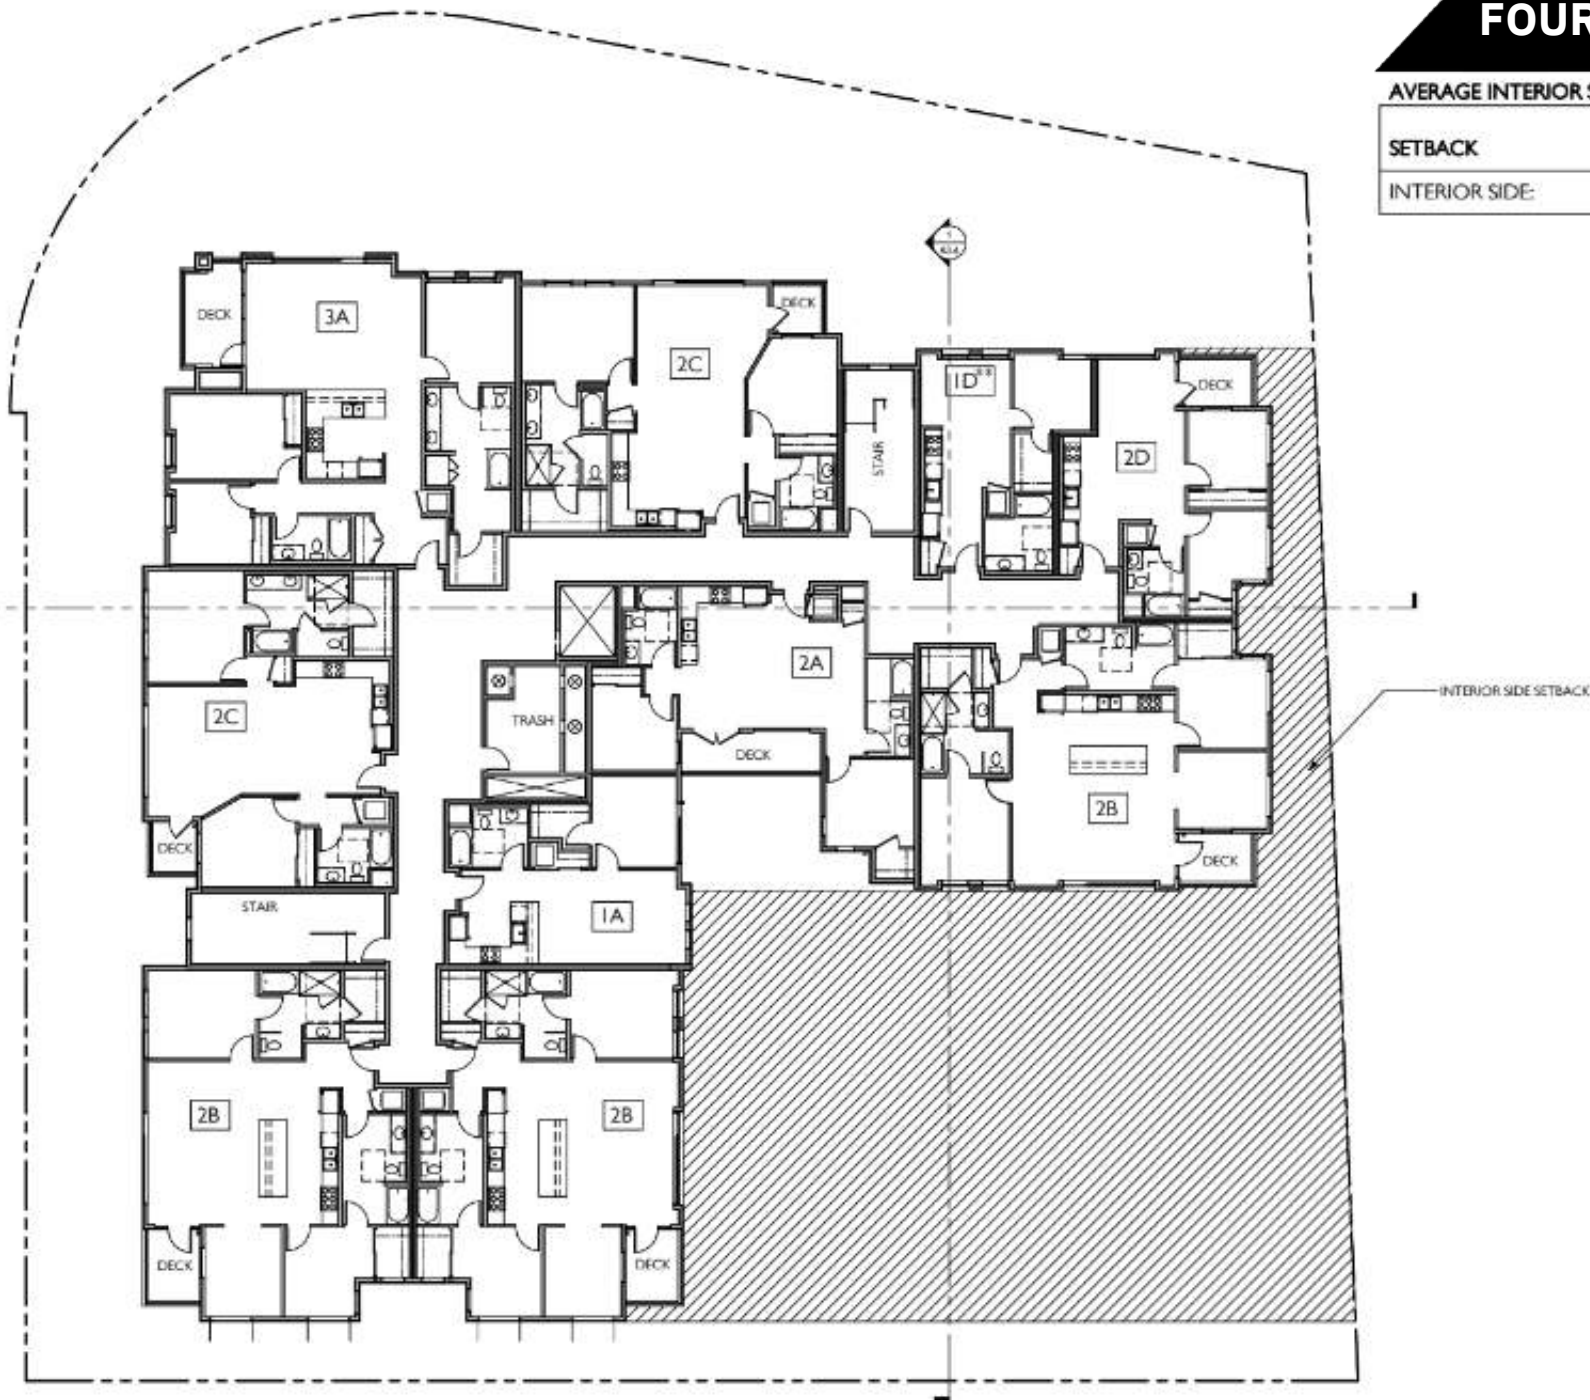 FOUR
AVERAGE INTERIOR S
SETBACK
INTERIOR SIDE:
1
DECK
3A
DECK
2C
1D**
DECK
2D
STAIR
2A
2C
TRASH
DECK
INTERIOR SIDE SETBACK
2B
DECK
DECK
STAIR
1A
2B
2B
DECK
DECK